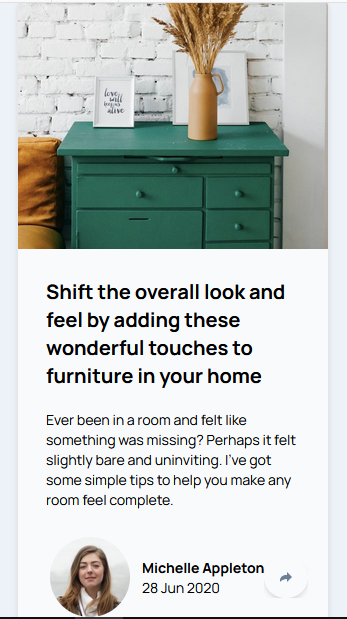 love
will
keep us
alive
Shift the overall look and
feel by adding these
wonderful touches to
furniture in your home
Ever been in a room and felt like
something was missing? Perhaps it felt
slightly bare and uninviting. I've got
some simple tips to help you make any
room feel complete.
Michelle Appleton
28 Jun 2020